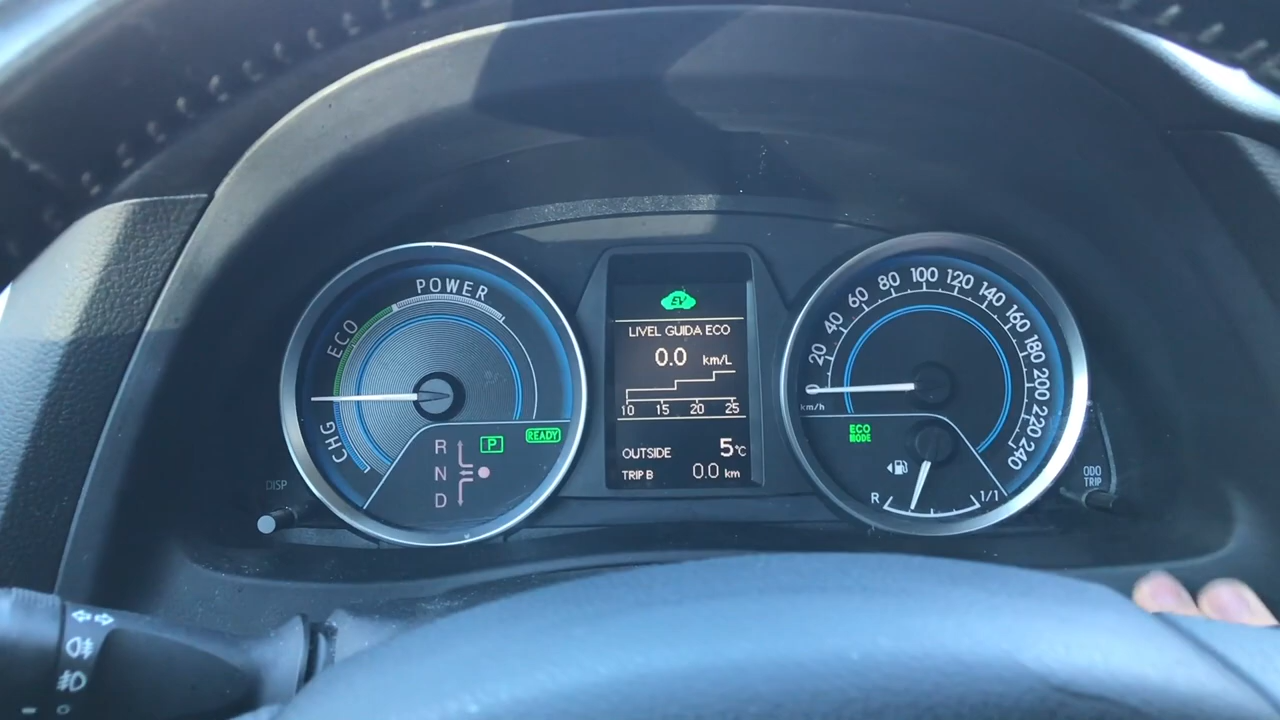 POWER
ECO
CHG
R
N
D
P
READY
DISP
EV
LIVEL GUIDA ECO
0.0 km/L
10 15 20 25
OUTSIDE 5°C
TRIP B 0.0 km
0 20 40 60 80 100 120 140 160 180 200 220 240
km/h
ECO
MODE
R 1/1
ODO
TRIP